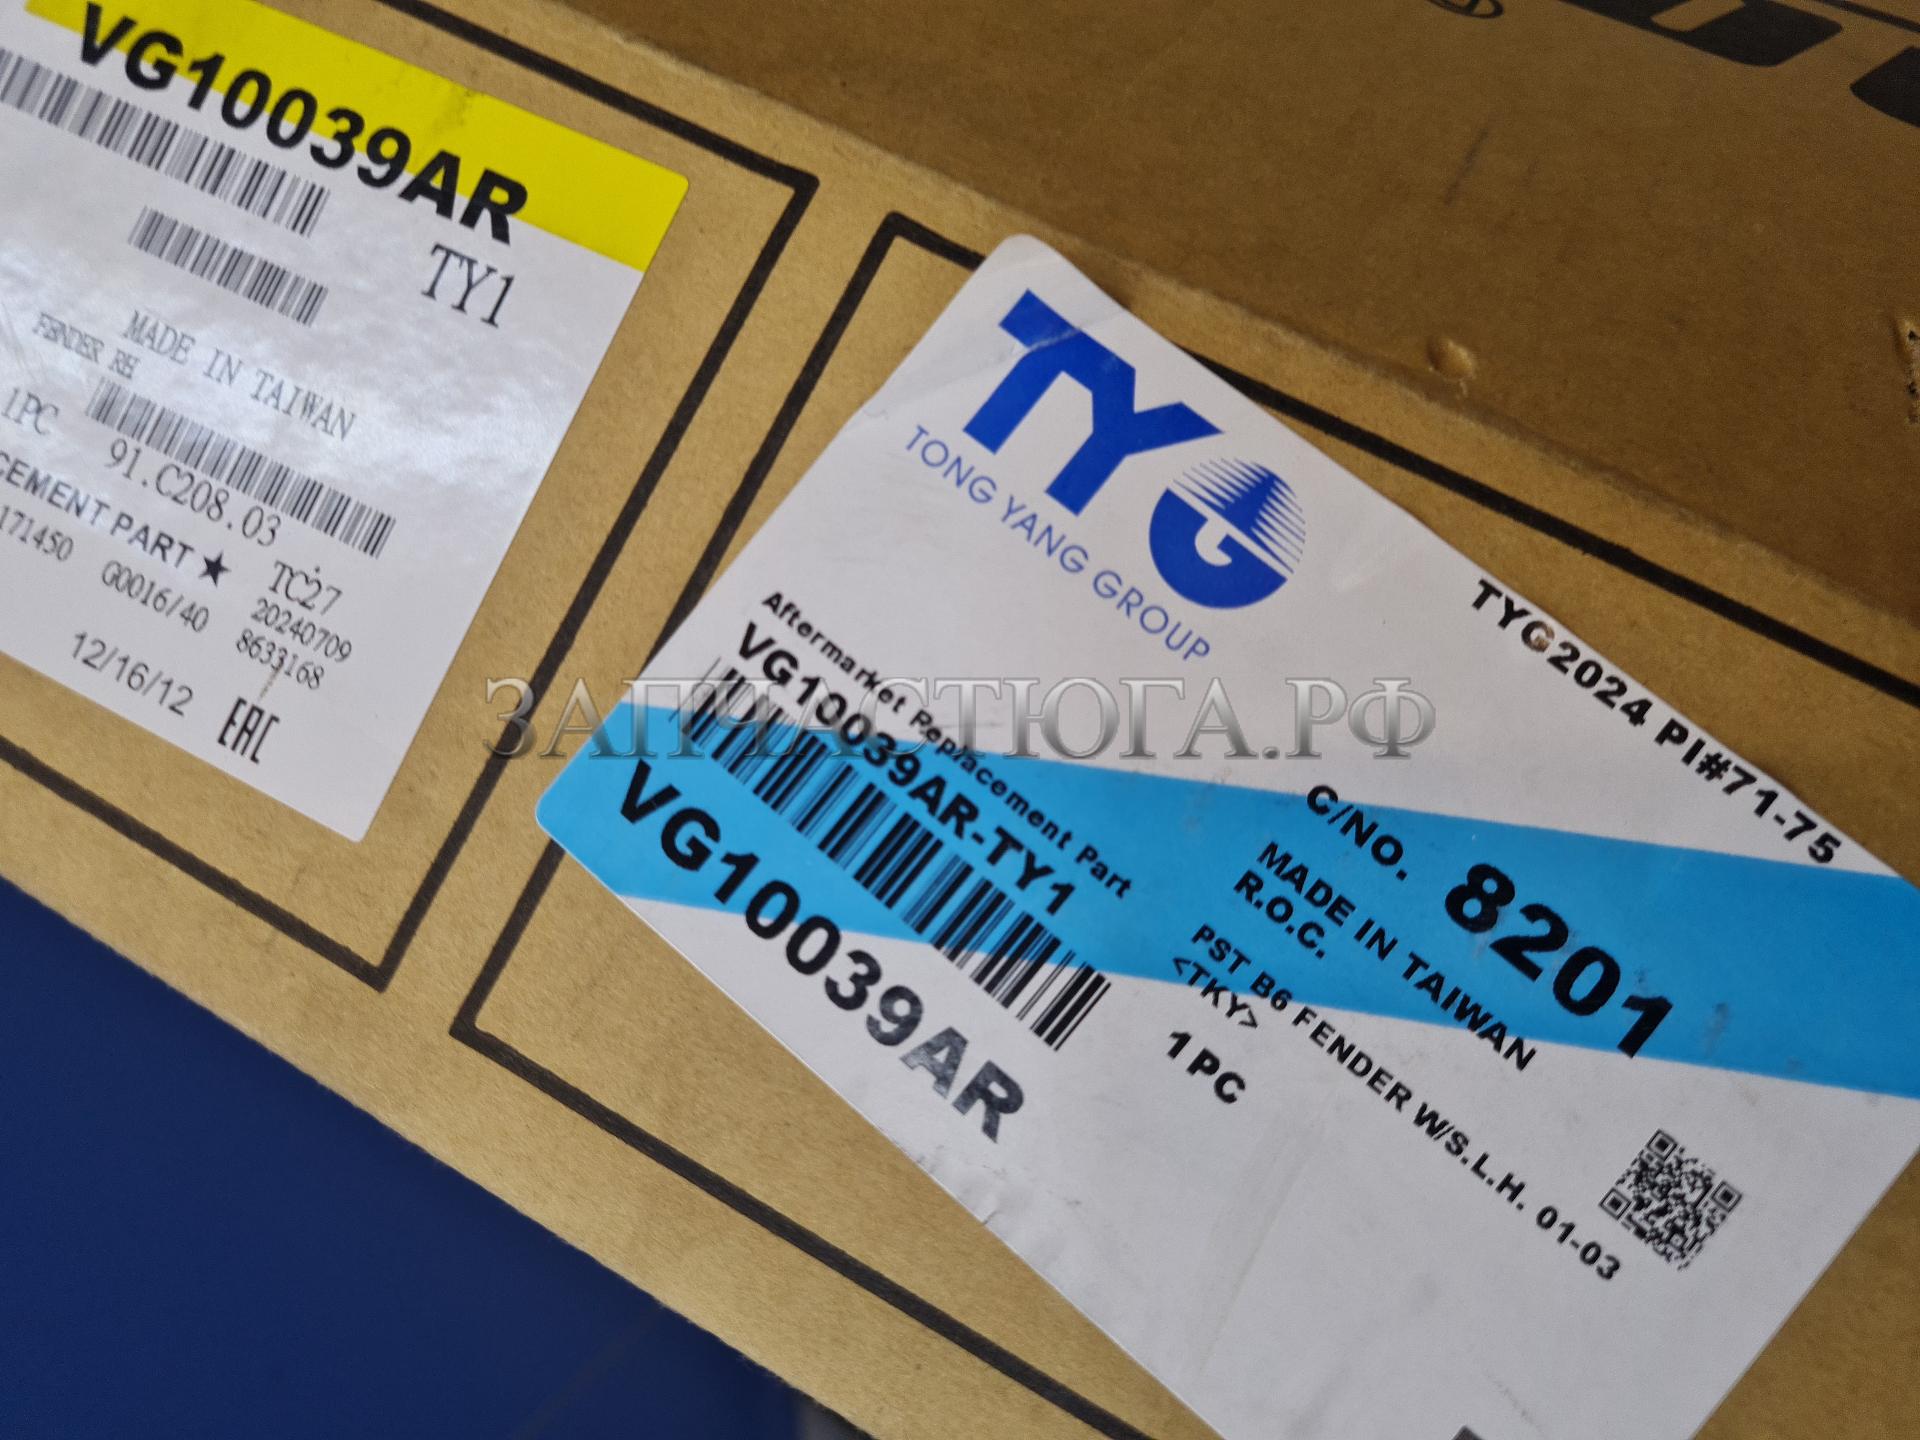 VG10039AR
TY1
MADE IN TAIWAN
FENDER RH
1PC
91.C208.03
CEMENT PART ★
TC27
171450
G0016/40
20240709
8633168
12/16/12
EAC
TYG
TONG YANG GROUP
TYG2024 PI#71-75
Aftermarket Replacement Part
VG10039AR-TY1
VG10039AR
C/NO. 8201
MADE IN TAIWAN
R.O.C.
PST B6 FENDER W/S.L.H. 01-03
<TKY>
1 PC
ЗАПЧАСТЮГА.РФ